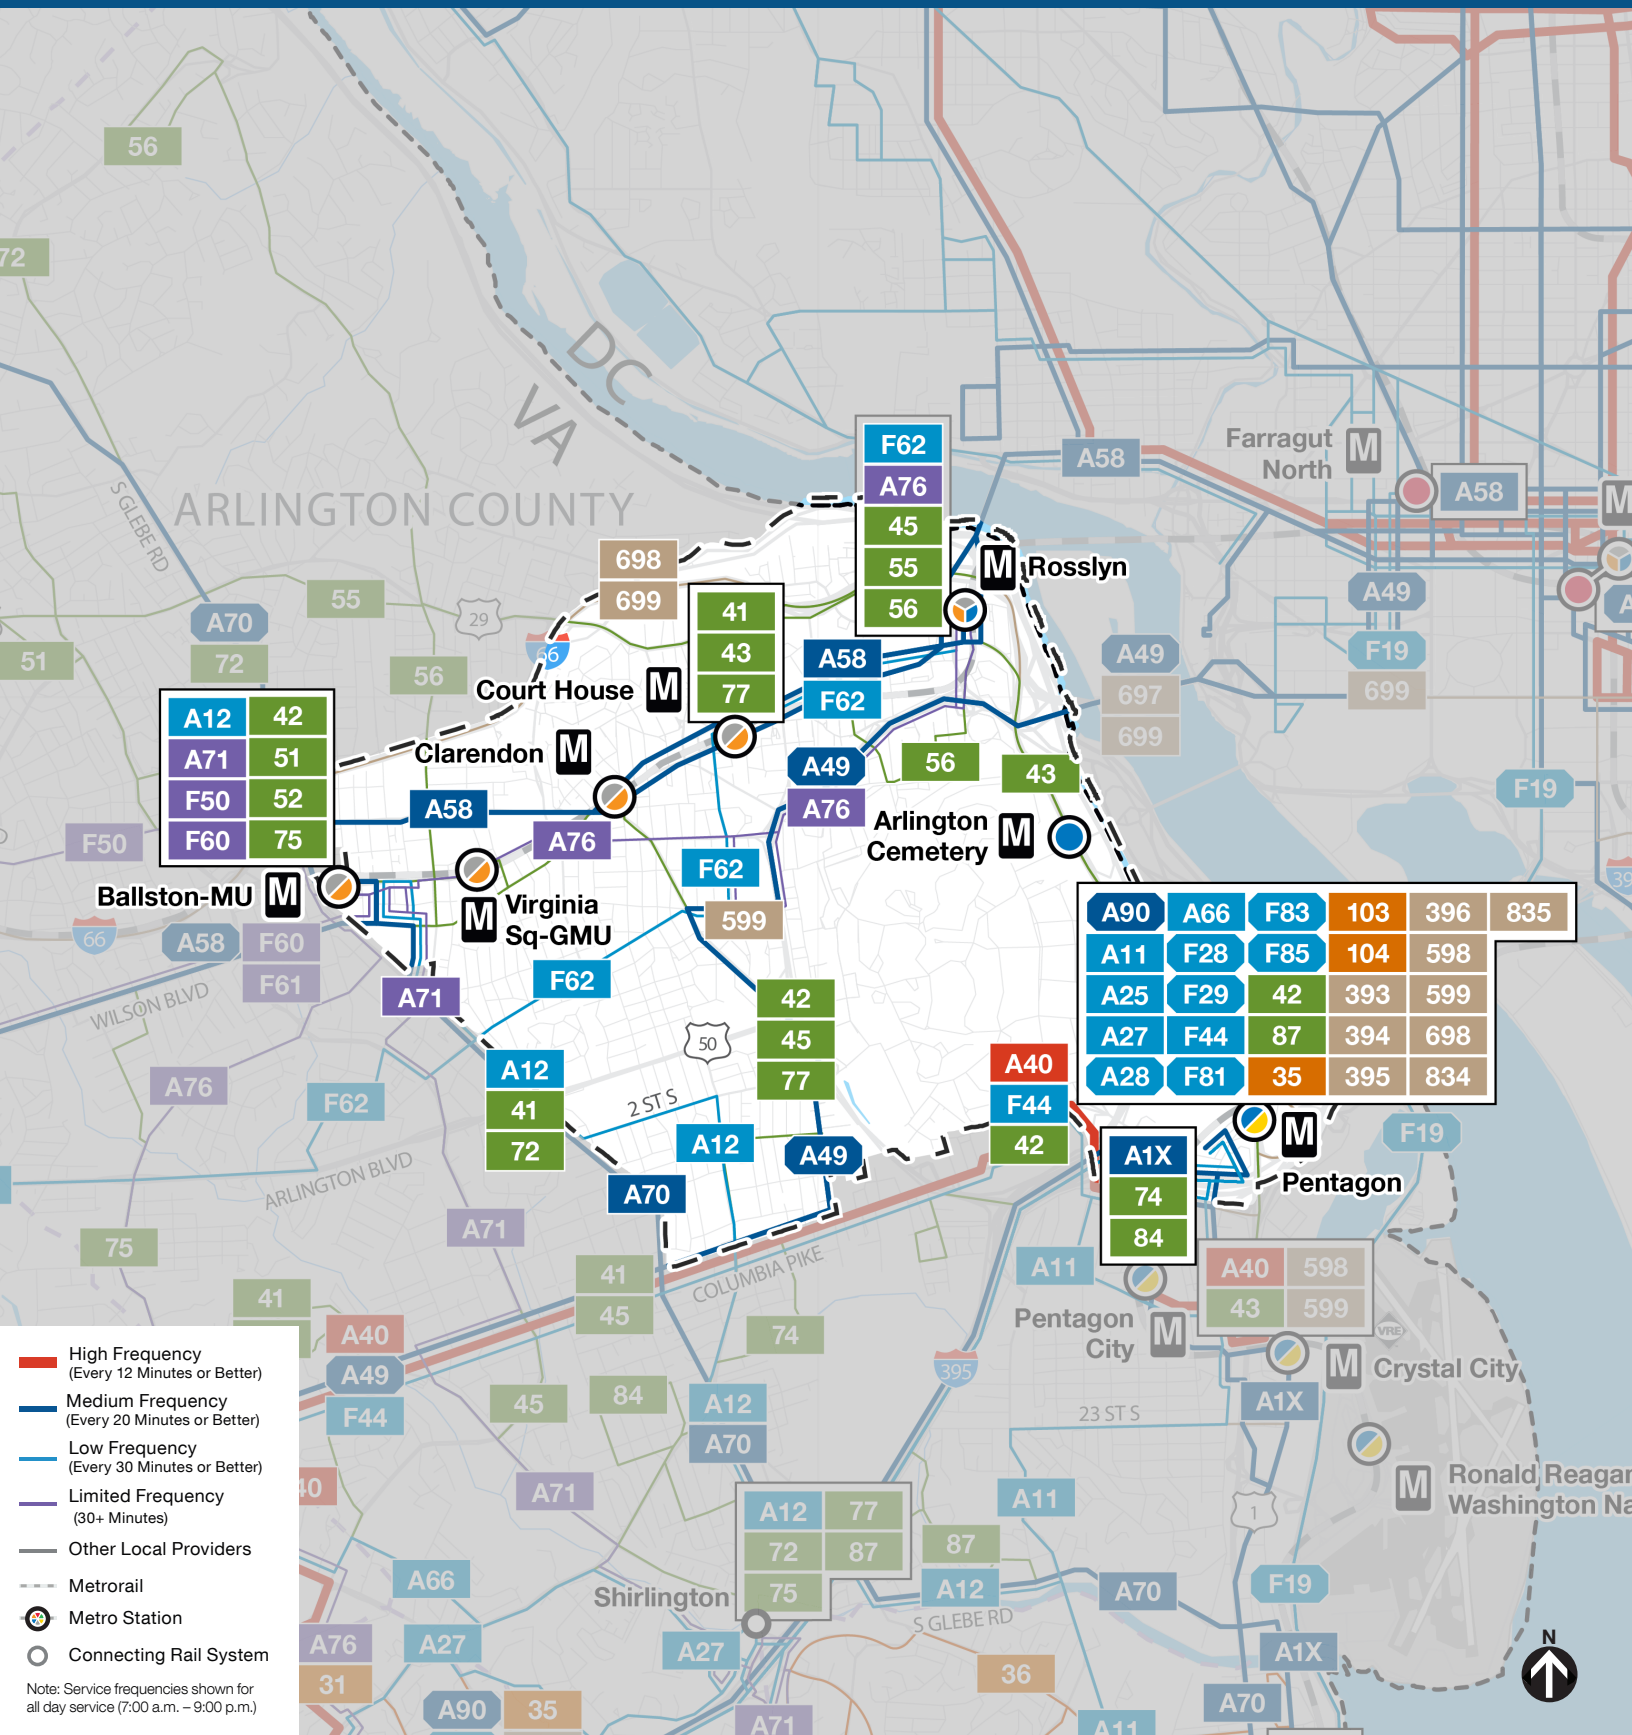 56
72
DC
VA
S GLEBE RD
ARLINGTON COUNTY
F62
A76
45
55
56
A58
Farragut
North
M
A58
M
698
699
M
Rosslyn
55
29
A70
72
51
56
66
41
43
77
A58
F62
Court House
M
A49
F19
699
A49
697
699
A12
42
A71
51
F50
52
F60
75
Clarendon
M
A49
A76
56
43
F19
A58
A76
F50
Arlington
Cemetery
M
F62
Ballston-MU
M
Virginia
Sq-GMU
M
599
66
A58
F60
F61
WILSON BLVD
A71
F62
A90
A66
F83
103
396
835
A11
F28
F85
104
598
A25
F29
42
393
599
A27
F44
87
394
698
A28
F81
35
395
834
42
45
77
50
A12
41
72
2 ST S
A12
A49
A70
A40
F44
42
A1X
74
84
M
Pentagon
F19
A76
F62
ARLINGTON BLVD
A71
75
41
41
45
COLUMBIA PIKE
74
A11
Pentagon
City
M
A40
598
43
599
VRE
M
Crystal City
A40
A49
F44
45
84
A12
A70
395
23 ST S
A1X
M
Ronald Reagan
Washington Na
1
A71
A11
A12
77
72
87
75
Shirlington
87
A12
S GLEBE RD
A70
F19
A66
A76
A27
31
A90
35
A27
A71
36
A11
A1X
A70
N
High Frequency
(Every 12 Minutes or Better)
Medium Frequency
(Every 20 Minutes or Better)
Low Frequency
(Every 30 Minutes or Better)
Limited Frequency
(30+ Minutes)
Other Local Providers
Metrorail
Metro Station
Connecting Rail System
Note: Service frequencies shown for
all day service (7:00 a.m. – 9:00 p.m.)